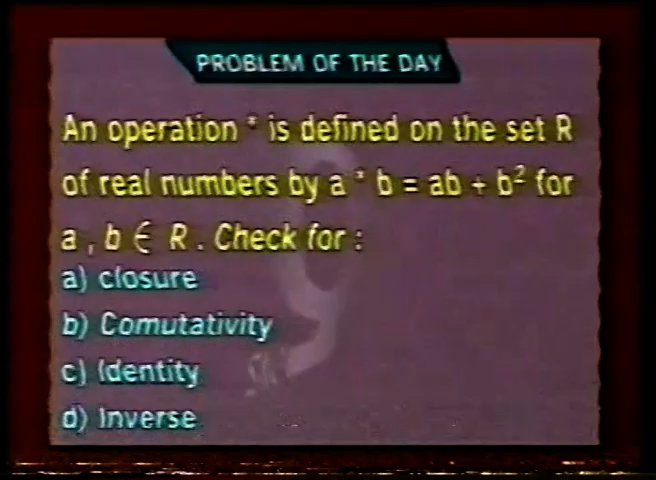 PROBLEM OF THE DAY
An operation * is defined on the set R
of real numbers by a * b = ab + b² for
a , b ∈ R . Check for :
a) closure
b) Comutativity
c) Identity
d) Inverse